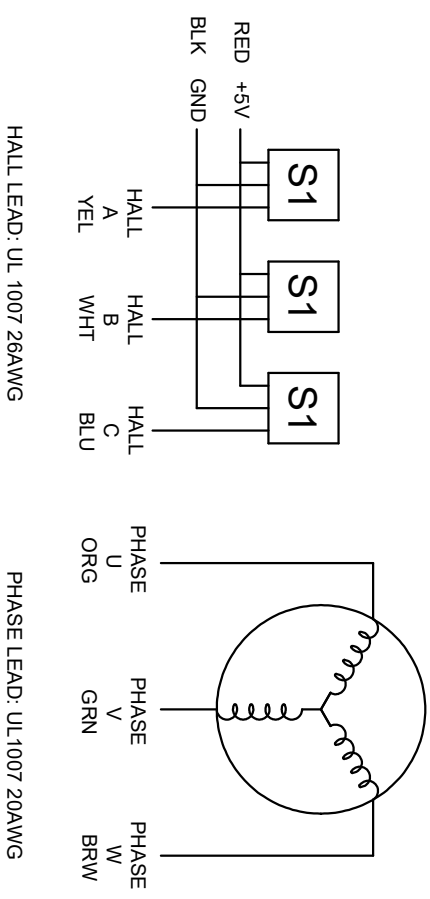 RED +5V
BLK GND
S1
S1
S1
HALL
A
YEL
HALL
B
WHT
HALL
C
BLU
HALL LEAD: UL 1007 26AWG
PHASE
U
ORG
PHASE
V
GRN
PHASE
W
BRW
PHASE LEAD: UL1007 20AWG